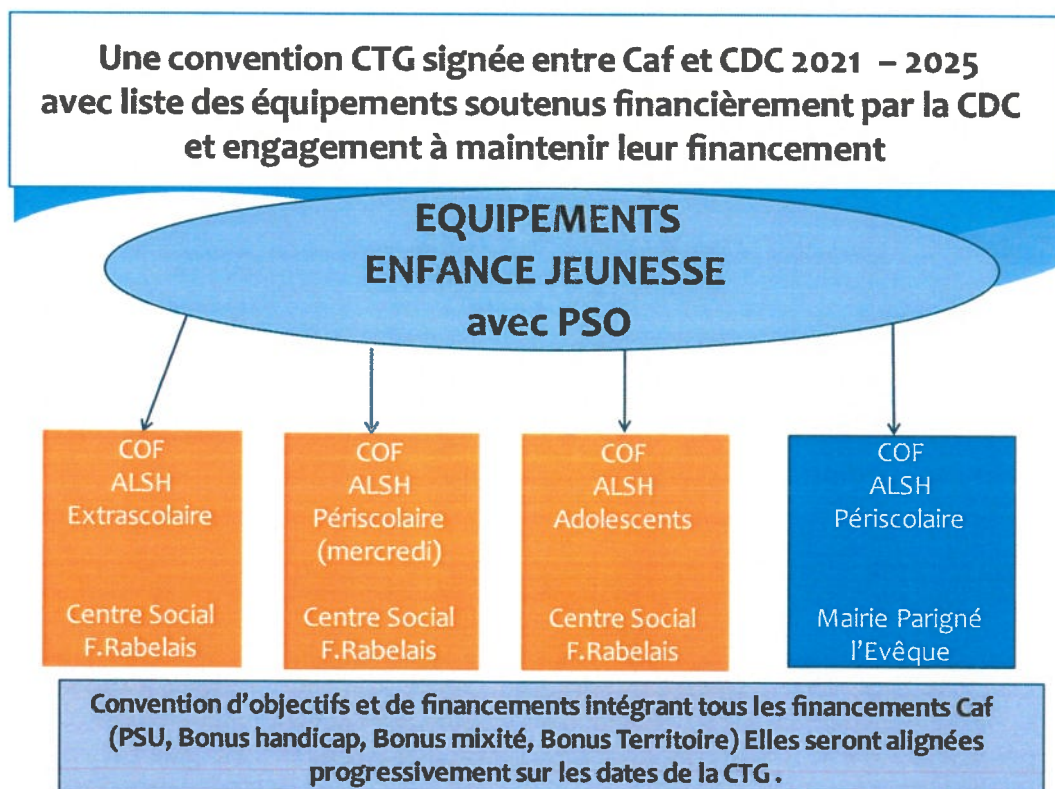 Une convention CTG signée entre Caf et CDC 2021 – 2025
avec liste des équipements soutenus financièrement par la CDC
et engagement à maintenir leur financement
EQUIPEMENTS
ENFANCE JEUNESSE
avec PSO
COF
ALSH
Extrascolaire
Centre Social
F.Rabelais
COF
ALSH
Périscolaire
(mercredi)
Centre Social
F.Rabelais
COF
ALSH
Adolescents
Centre Social
F.Rabelais
COF
ALSH
Périscolaire
Mairie Parigné
l'Evêque
Convention d'objectifs et de financements intégrant tous les financements Caf
(PSU, Bonus handicap, Bonus mixité, Bonus Territoire) Elles seront alignées
progressivement sur les dates de la CTG .